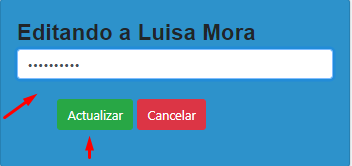 Editando a Luisa Mora
••••••••••
Actualizar Cancelar